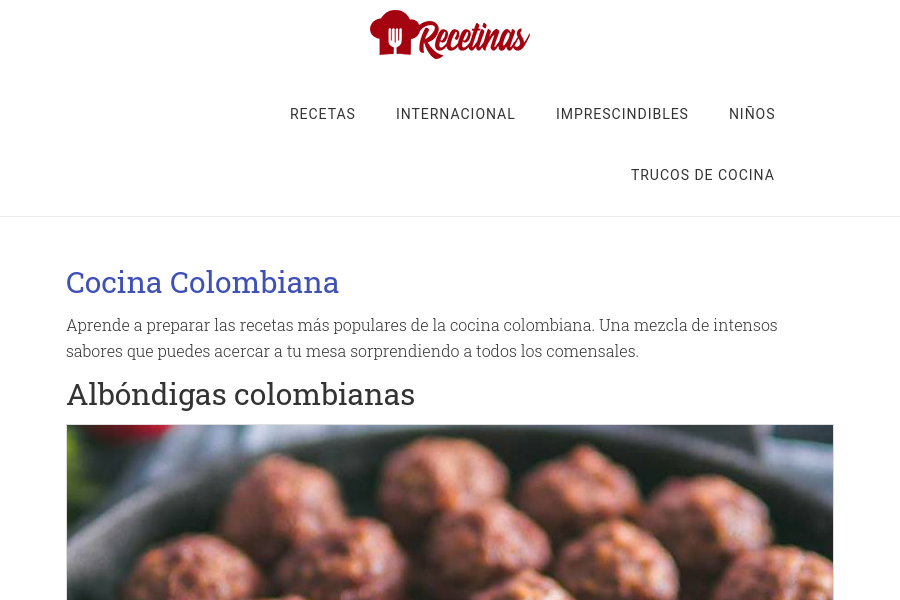 Recetinas
RECETAS INTERNACIONAL IMPRESCINDIBLES NIÑOS
TRUCOS DE COCINA
Cocina Colombiana
Aprende a preparar las recetas más populares de la cocina colombiana. Una mezcla de intensos
sabores que puedes acercar a tu mesa sorprendiendo a todos los comensales.
Albóndigas colombianas